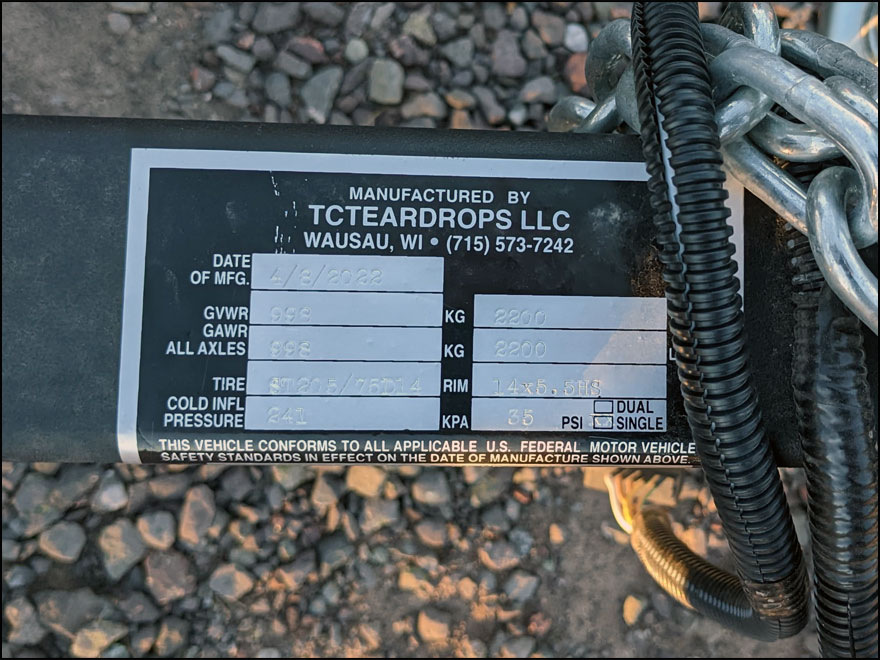 MANUFACTURED BY
TCTEARDROPS LLC
WAUSAU, WI • (715) 573-7242
DATE OF MFG. 4/8/2022
GVWR 998 KG 2200
GAWR ALL AXLES 998 KG 2200 L
TIRE ST205/75D14 RIM 14x5.5HS
COLD INFL PRESSURE 241 KPA 35 PSI DUAL SINGLE
THIS VEHICLE CONFORMS TO ALL APPLICABLE U.S. FEDERAL MOTOR VEHICLE
SAFETY STANDARDS IN EFFECT ON THE DATE OF MANUFACTURE SHOWN ABOVE.